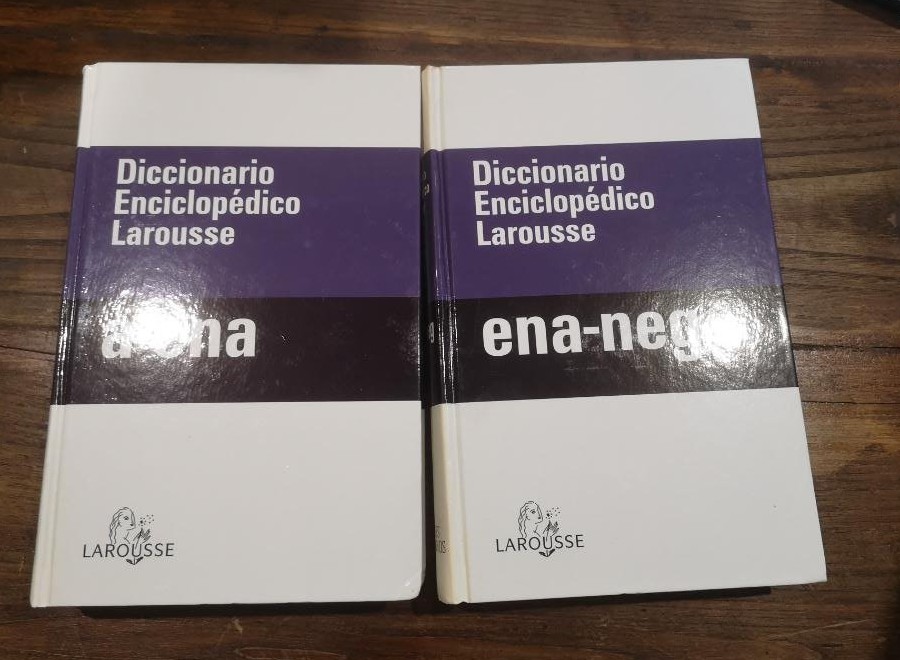 Diccionario
Enciclopédico
Larousse
a-ena
LAROUSSE
Diccionario
Enciclopédico
Larousse
ena-neg
LAROUSSE